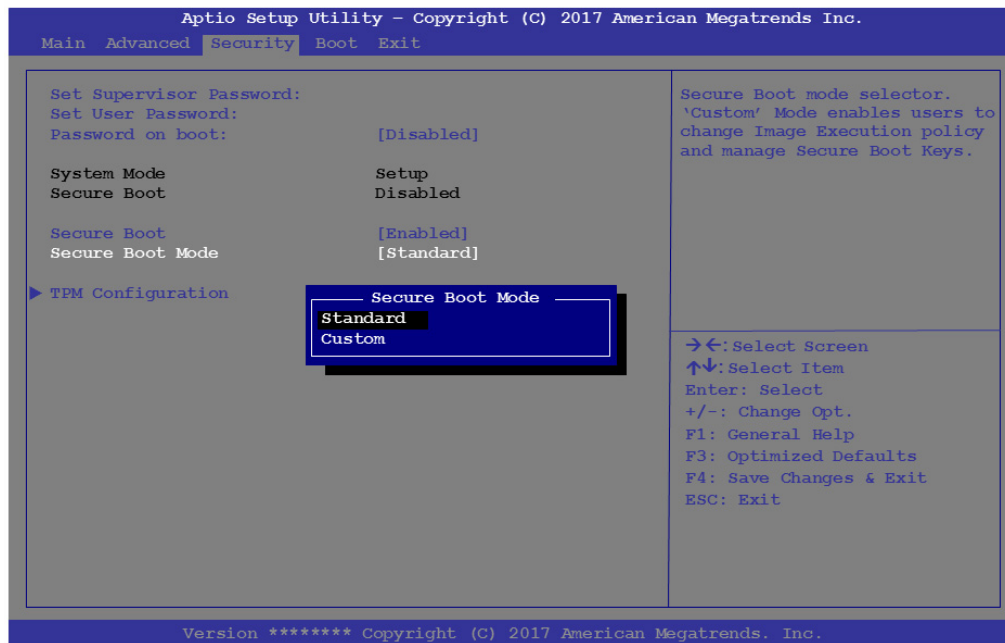 Aptio Setup Utility – Copyright (C) 2017 American Megatrends Inc.
Main Advanced Security Boot Exit
Set Supervisor Password:
Set User Password:
Password on boot: [Disabled]
System Mode Setup
Secure Boot Disabled
Secure Boot [Enabled]
Secure Boot Mode [Standard]
▶ TPM Configuration
Secure Boot Mode
Standard
Custom
Secure Boot mode selector.
‘Custom’ Mode enables users to
change Image Execution policy
and manage Secure Boot Keys.
→←:Select Screen
↑↓:Select Item
Enter: Select
+/-: Change Opt.
F1: General Help
F3: Optimized Defaults
F4: Save Changes & Exit
ESC: Exit
Version ******** Copyright (C) 2017 American Megatrends. Inc.